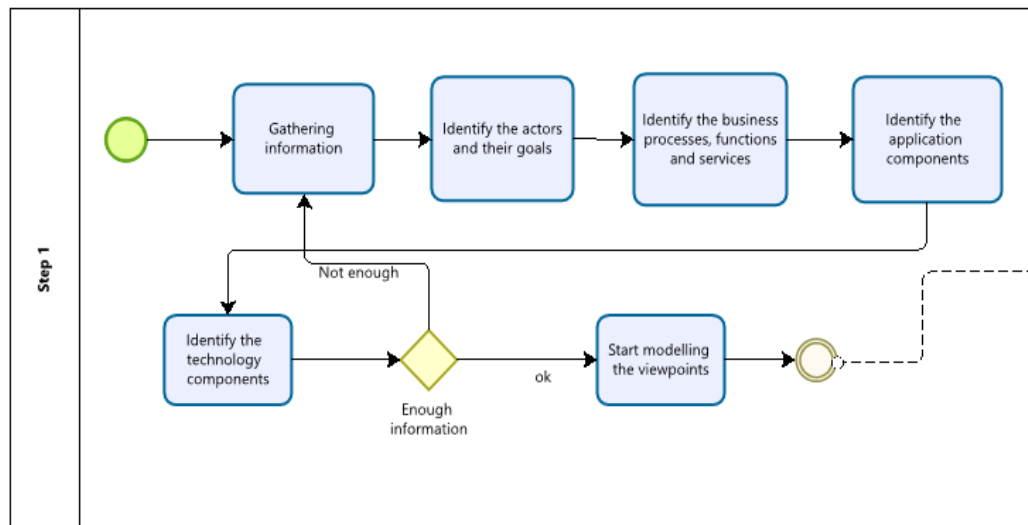 Step 1
Gathering
information
Identify the actors
and their goals
Identify the business
processes, functions
and services
Identify the
application
components
Not enough
Identify the
technology
components
Enough
information
ok
Start modelling
the viewpoints